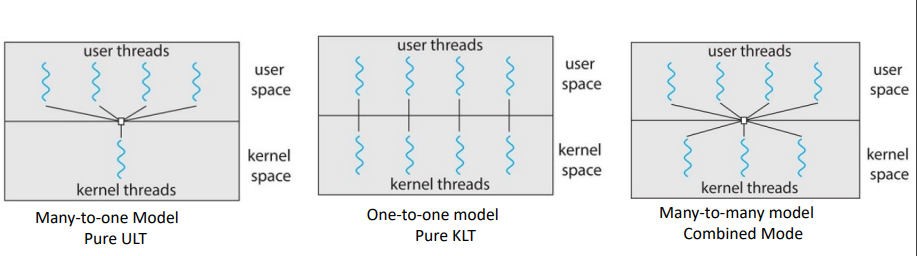 user threads
user
space
kernel
space
kernel threads
Many-to-one Model
Pure ULT
user threads
user
space
kernel
space
kernel threads
One-to-one model
Pure KLT
user threads
user
space
kernel
space
kernel threads
Many-to-many model
Combined Mode